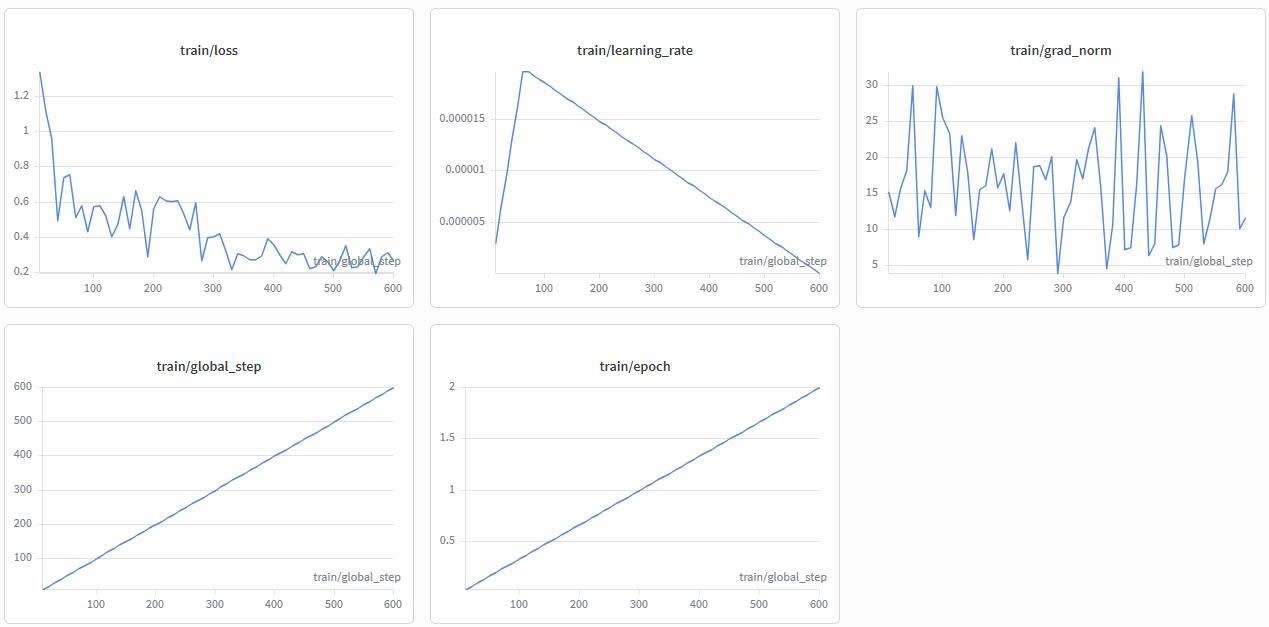 train/loss
1.2
1
0.8
0.6
0.4
0.2
train/global_step
100 200 300 400 500 600
train/learning_rate
0.000015
0.00001
0.000005
train/global_step
100 200 300 400 500 600
train/grad_norm
30
25
20
15
10
5
train/global_step
100 200 300 400 500 600
train/global_step
600
500
400
300
200
100
train/global_step
100 200 300 400 500 600
train/epoch
2
1.5
1
0.5
train/global_step
100 200 300 400 500 600